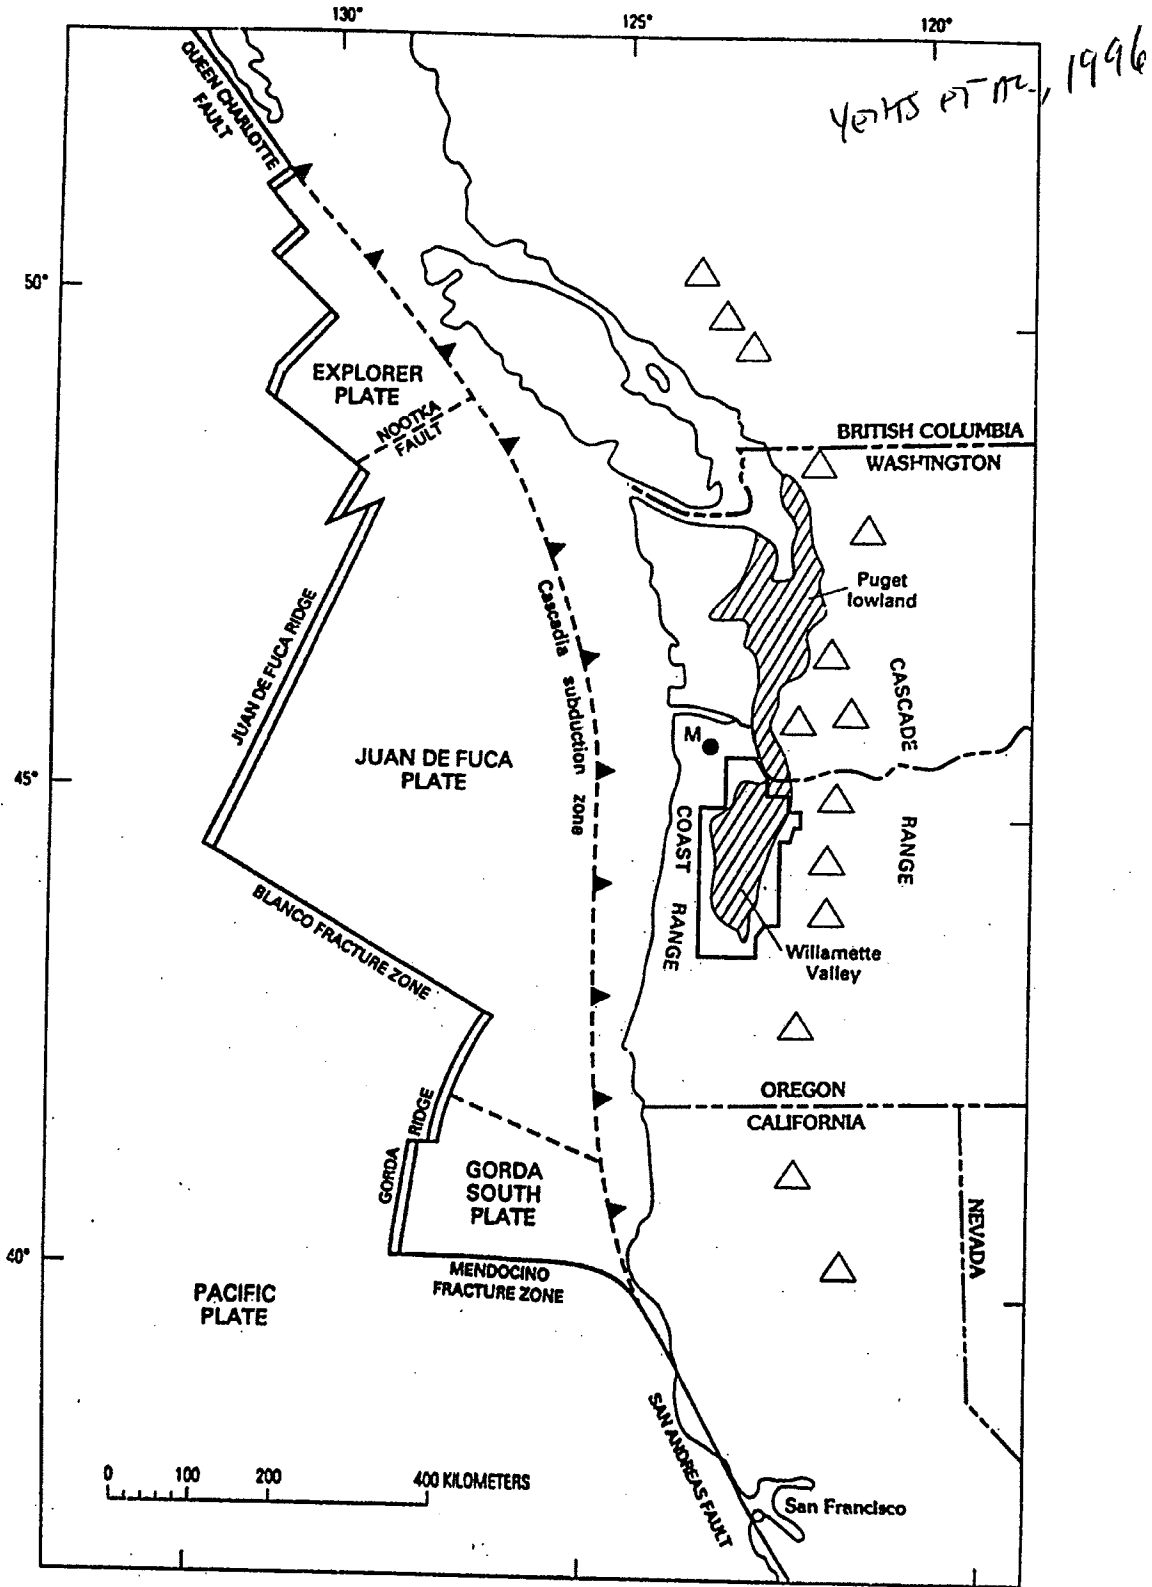 130°
125°
120°
Yeats et al., 1996
QUEEN CHARLOTTE
FAULT
50°
EXPLORER
PLATE
NOOTKA
FAULT
BRITISH COLUMBIA
WASHINGTON
Puget
lowland
JUAN DE FUCA RIDGE
Cascadia subduction zone
CASCADE RANGE
M
JUAN DE FUCA
PLATE
45°
COAST RANGE
BLANCO FRACTURE ZONE
Willamette
Valley
OREGON
CALIFORNIA
GORDA RIDGE
GORDA
SOUTH
PLATE
NEVADA
40°
MENDOCINO
FRACTURE ZONE
PACIFIC
PLATE
SAN ANDREAS FAULT
0 100 200 400 KILOMETERS
San Francisco